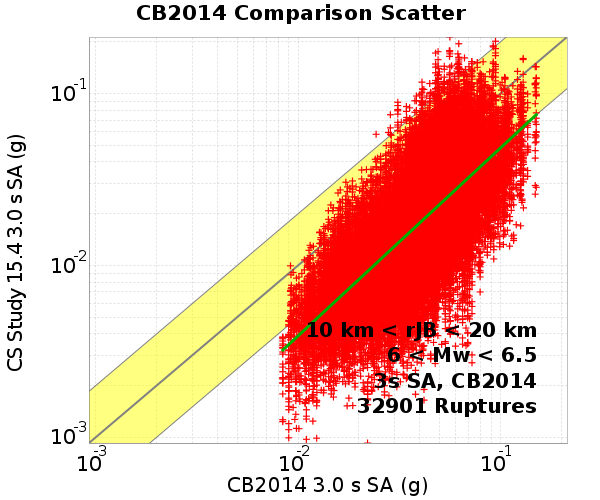 CB2014 Comparison Scatter
CS Study 15.4 3.0 s SA (g)
10-1
10-2
10-3
10 km < rJB < 20 km
6 < Mw < 6.5
3s SA, CB2014
32901 Ruptures
10-3
10-2
10-1
CB2014 3.0 s SA (g)